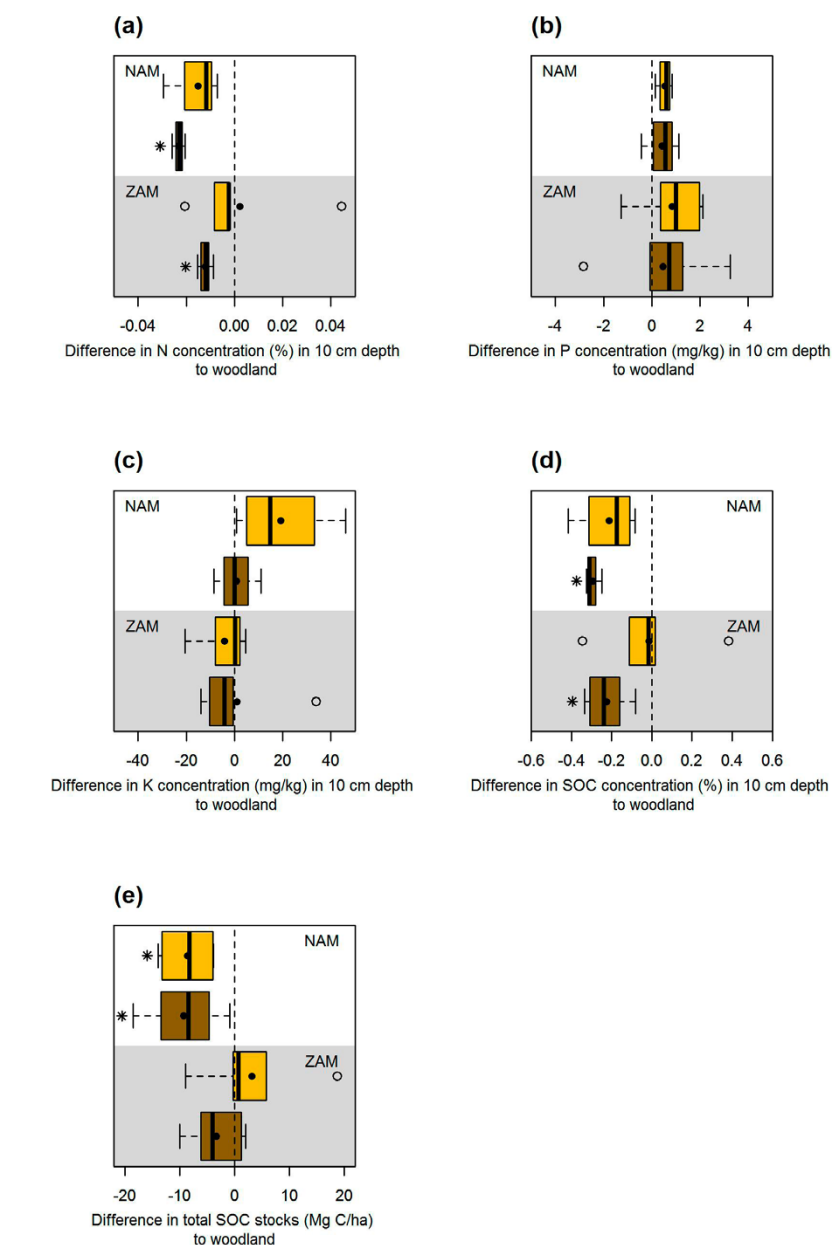 (a)
NAM
ZAM
-0.04 0.00 0.02 0.04
Difference in N concentration (%) in 10 cm depth
to woodland
(b)
NAM
ZAM
-4 -2 0 2 4
Difference in P concentration (mg/kg) in 10 cm depth
to woodland
(c)
NAM
ZAM
-40 -20 0 20 40
Difference in K concentration (mg/kg) in 10 cm depth
to woodland
(d)
NAM
ZAM
-0.6 -0.4 -0.2 0.0 0.2 0.4 0.6
Difference in SOC concentration (%) in 10 cm depth
to woodland
(e)
NAM
ZAM
-20 -10 0 10 20
Difference in total SOC stocks (Mg C/ha)
to woodland